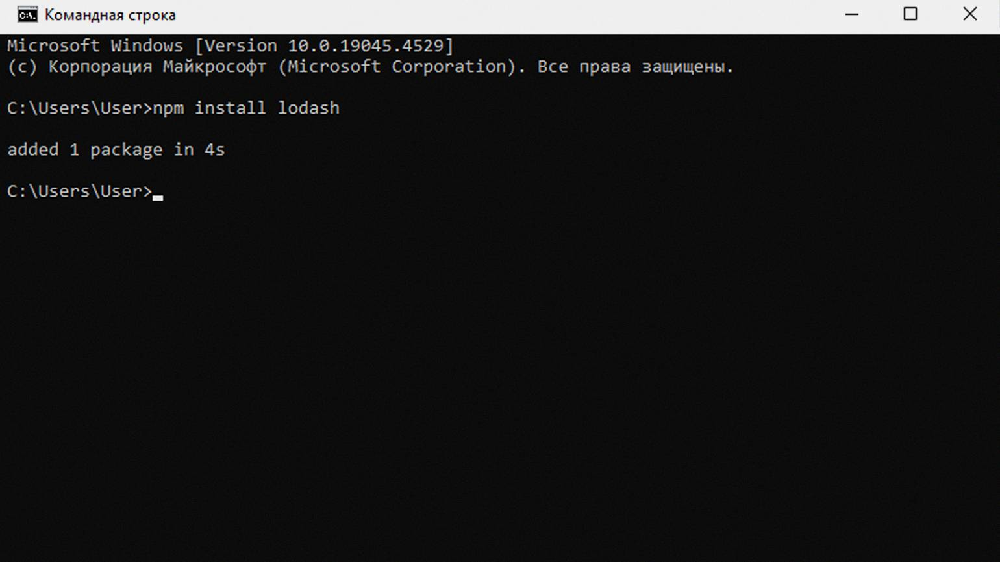 Командная строка
Microsoft Windows [Version 10.0.19045.4529]
(c) Корпорация Майкрософт (Microsoft Corporation). Все права защищены.
C:\Users\User>npm install lodash
added 1 package in 4s
C:\Users\User>